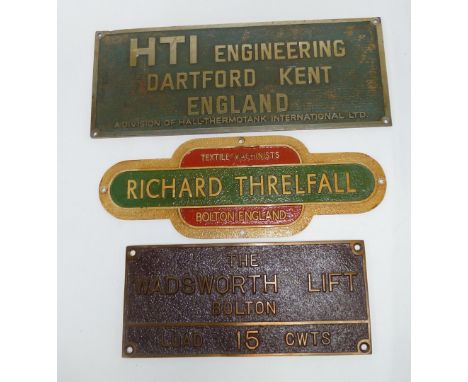 HTI ENGINEERING
DARTFORD KENT
ENGLAND
A DIVISION OF HALL-THERMOTANK INTERNATIONAL LTD.
TEXTILE MACHINISTS
RICHARD THRELFALL
BOLTON ENGLAND
THE
WADSWORTH LIFT
BOLTON
LOAD 15 CWTS